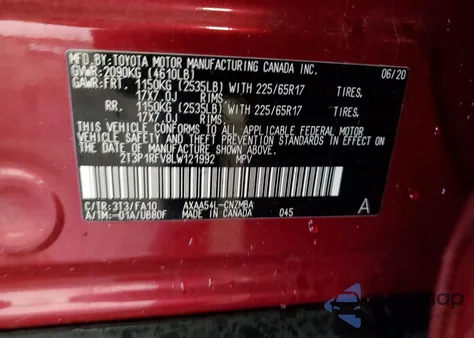 MFD.BY: TOYOTA MOTOR MANUFACTURING CANADA INC.
GVWR: 2090KG (4610LB) 06/20
GAWR: FRT. 1150KG (2535LB) WITH 225/65R17 TIRES,
17X7.0J RIMS
RR. 1150KG (2535LB) WITH 225/65R17 TIRES,
17X7.0J RIMS
THIS VEHICLE CONFORMS TO ALL APPLICABLE FEDERAL MOTOR
VEHICLE SAFETY AND THEFT PREVENTION STANDARDS IN EFFECT ON
THE DATE OF MANUFACTURE SHOWN ABOVE.
2T3P1RFV8LW121992 MPV
C/TR: 3T3/FA10 AXAA54L-CNZMBA
A/TM: -01A/UB80F MADE IN CANADA 045 A